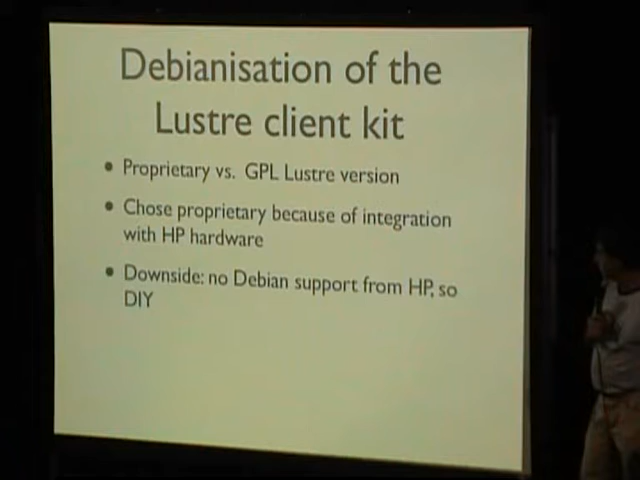 Debianisation of the
Lustre client kit
• Proprietary vs. GPL Lustre version
• Chose proprietary because of integration
with HP hardware
• Downside: no Debian support from HP, so
DIY